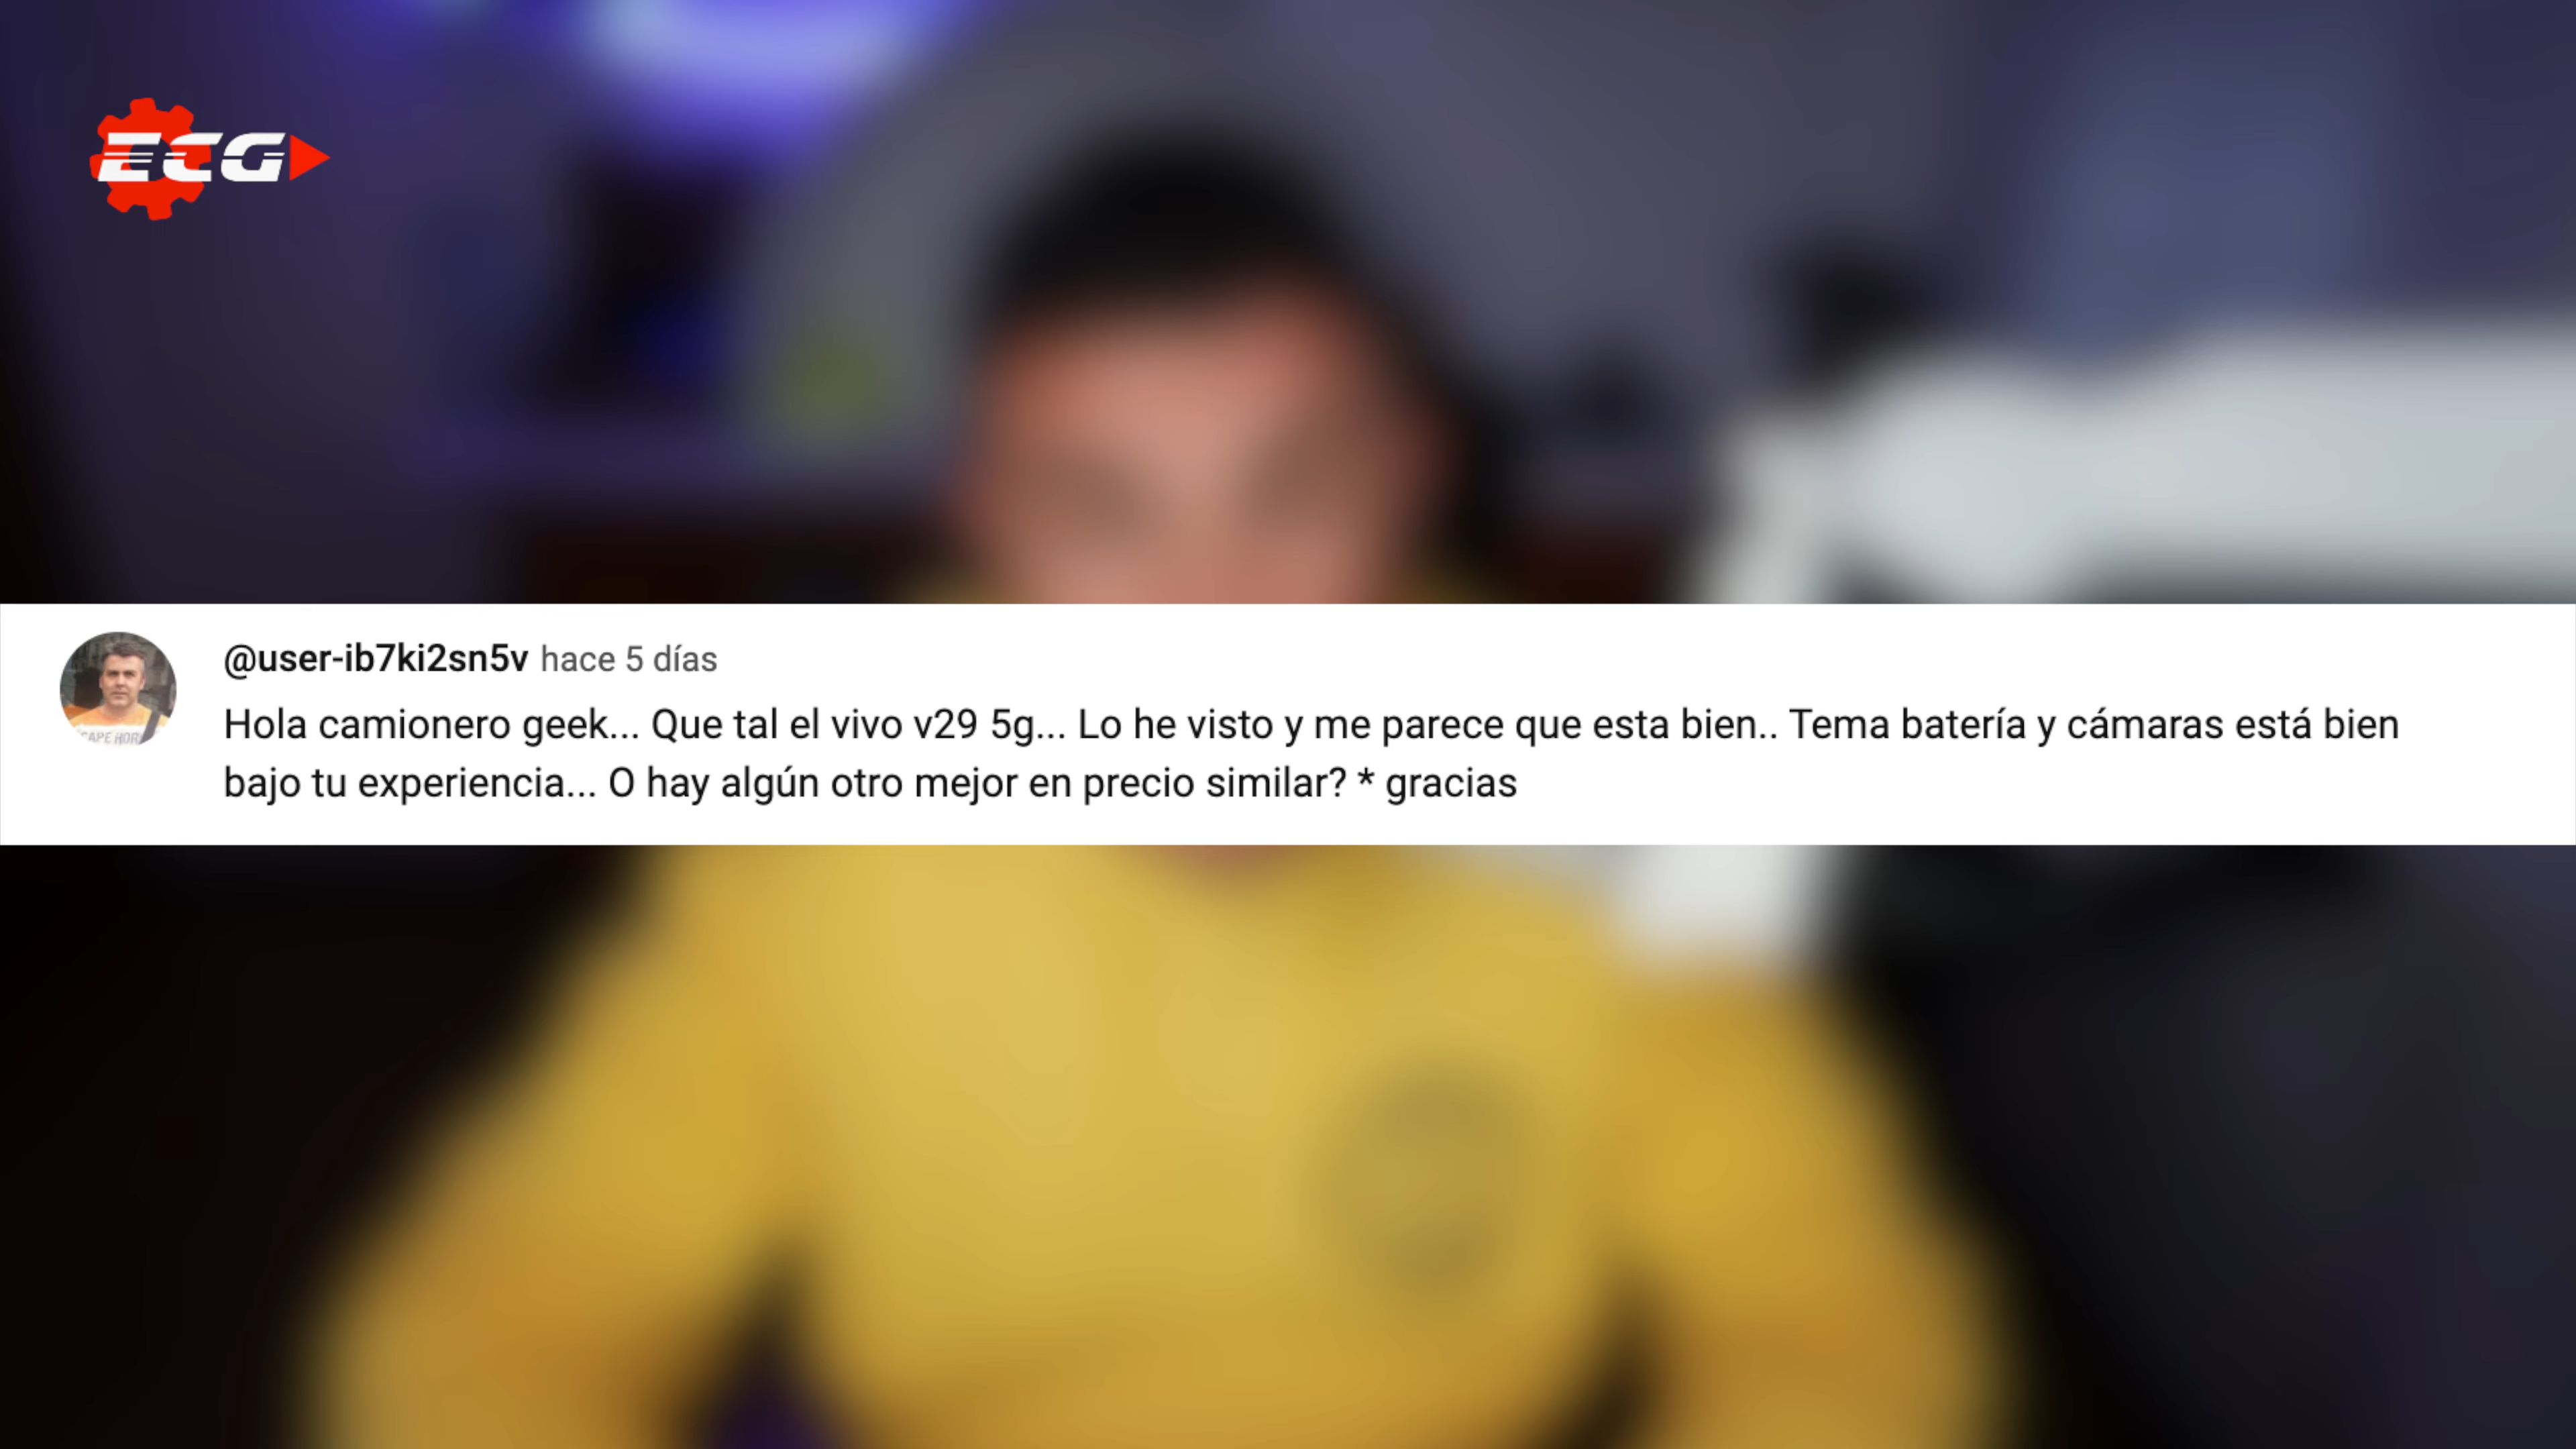 ECG
@user-ib7ki2sn5v hace 5 días
Hola camionero geek... Que tal el vivo v29 5g... Lo he visto y me parece que esta bien.. Tema batería y cámaras está bien
bajo tu experiencia... O hay algún otro mejor en precio similar? * gracias
CAPE HOR